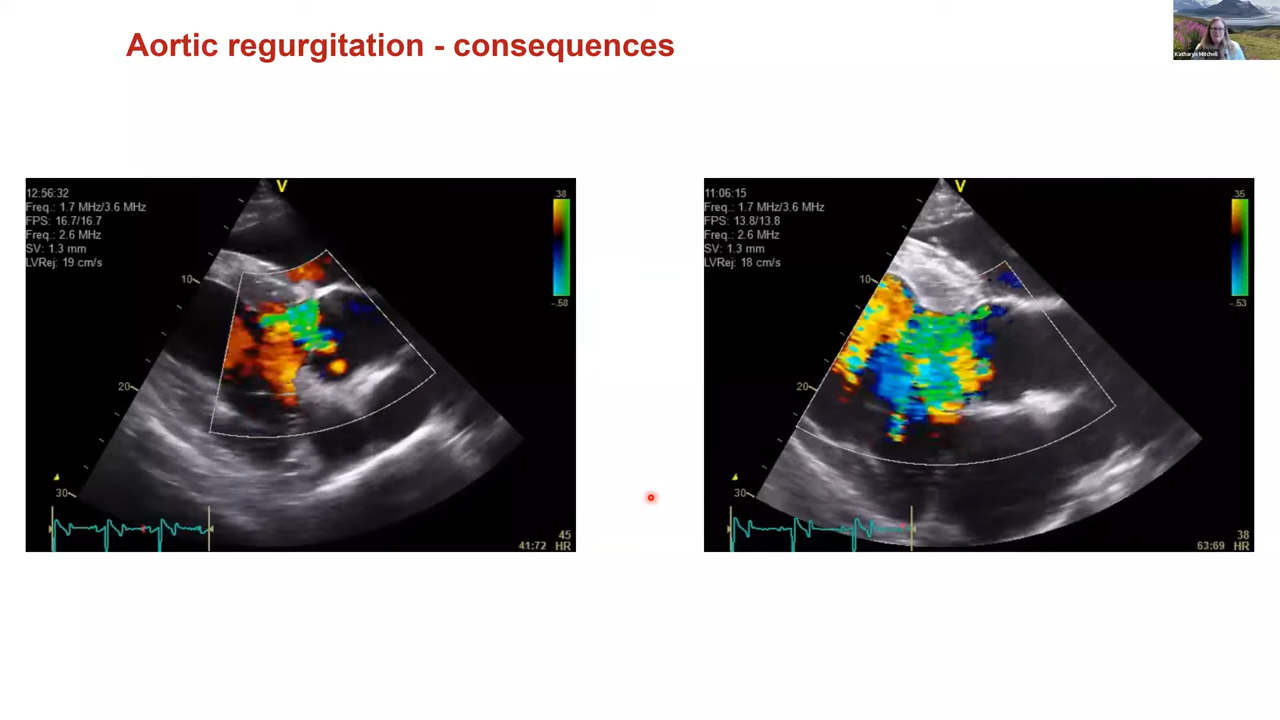 Aortic regurgitation - consequences
Katharyn Mitchell
12:56:32
Freq.: 1.7 MHz/3.6 MHz
FPS: 16.7/16.7
Freq.: 2.6 MHz
SV: 1.3 mm
LVRej: 19 cm/s
V
.38
-.58
10
20
30
45
41:72 HR
11:06:15
Freq.: 1.7 MHz/3.6 MHz
FPS: 13.8/13.8
Freq.: 2.6 MHz
SV: 1.3 mm
LVRej: 18 cm/s
V
.35
-.53
10
20
30
38
63:69 HR